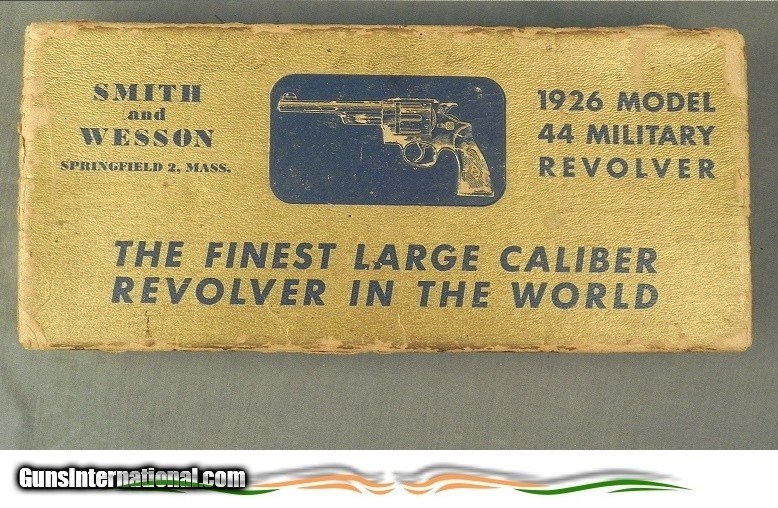 SMITH
and
WESSON
SPRINGFIELD 2, MASS.
1926 MODEL
44 MILITARY
REVOLVER
THE FINEST LARGE CALIBER
REVOLVER IN THE WORLD
GunsInternational.com